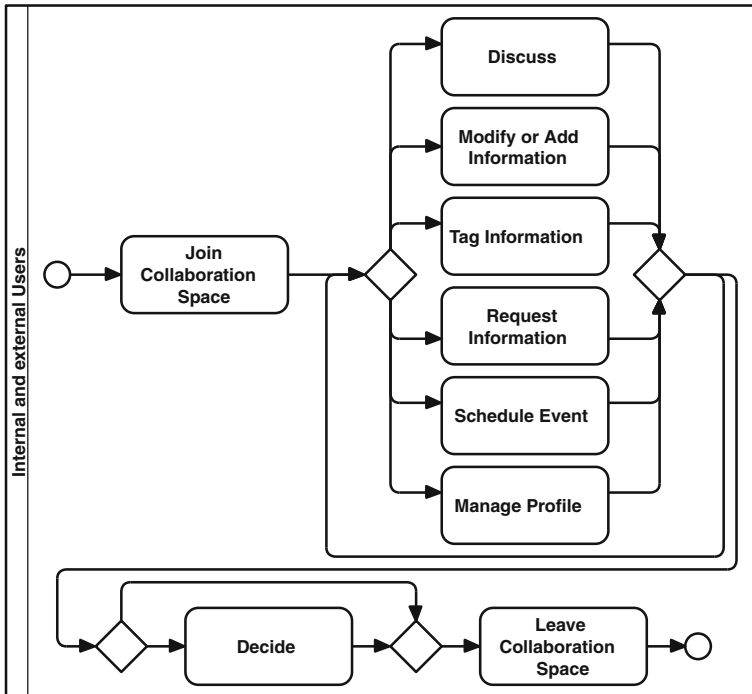 Internal and external Users
Join
Collaboration
Space
Discuss
Modify or Add
Information
Tag Information
Request
Information
Schedule Event
Manage Profile
Decide
Leave
Collaboration
Space